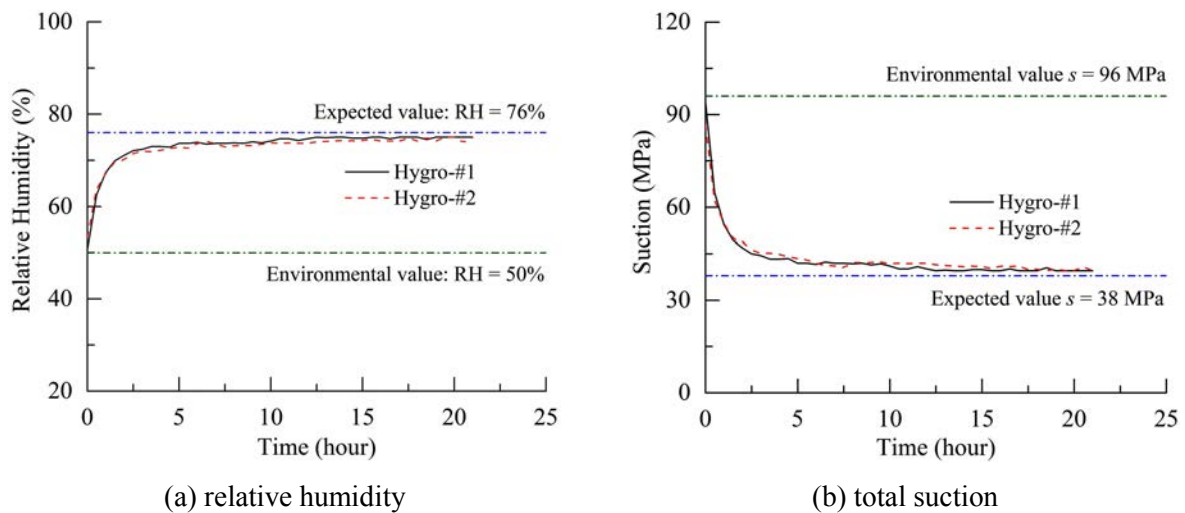 100
80
60
40
20
Relative Humidity (%)
Expected value: RH = 76%
Hygro-#1
Hygro-#2
Environmental value: RH = 50%
0 5 10 15 20 25
Time (hour)
(a) relative humidity
120
90
60
30
0
Suction (MPa)
Environmental value s = 96 MPa
Hygro-#1
Hygro-#2
Expected value s = 38 MPa
0 5 10 15 20 25
Time (hour)
(b) total suction